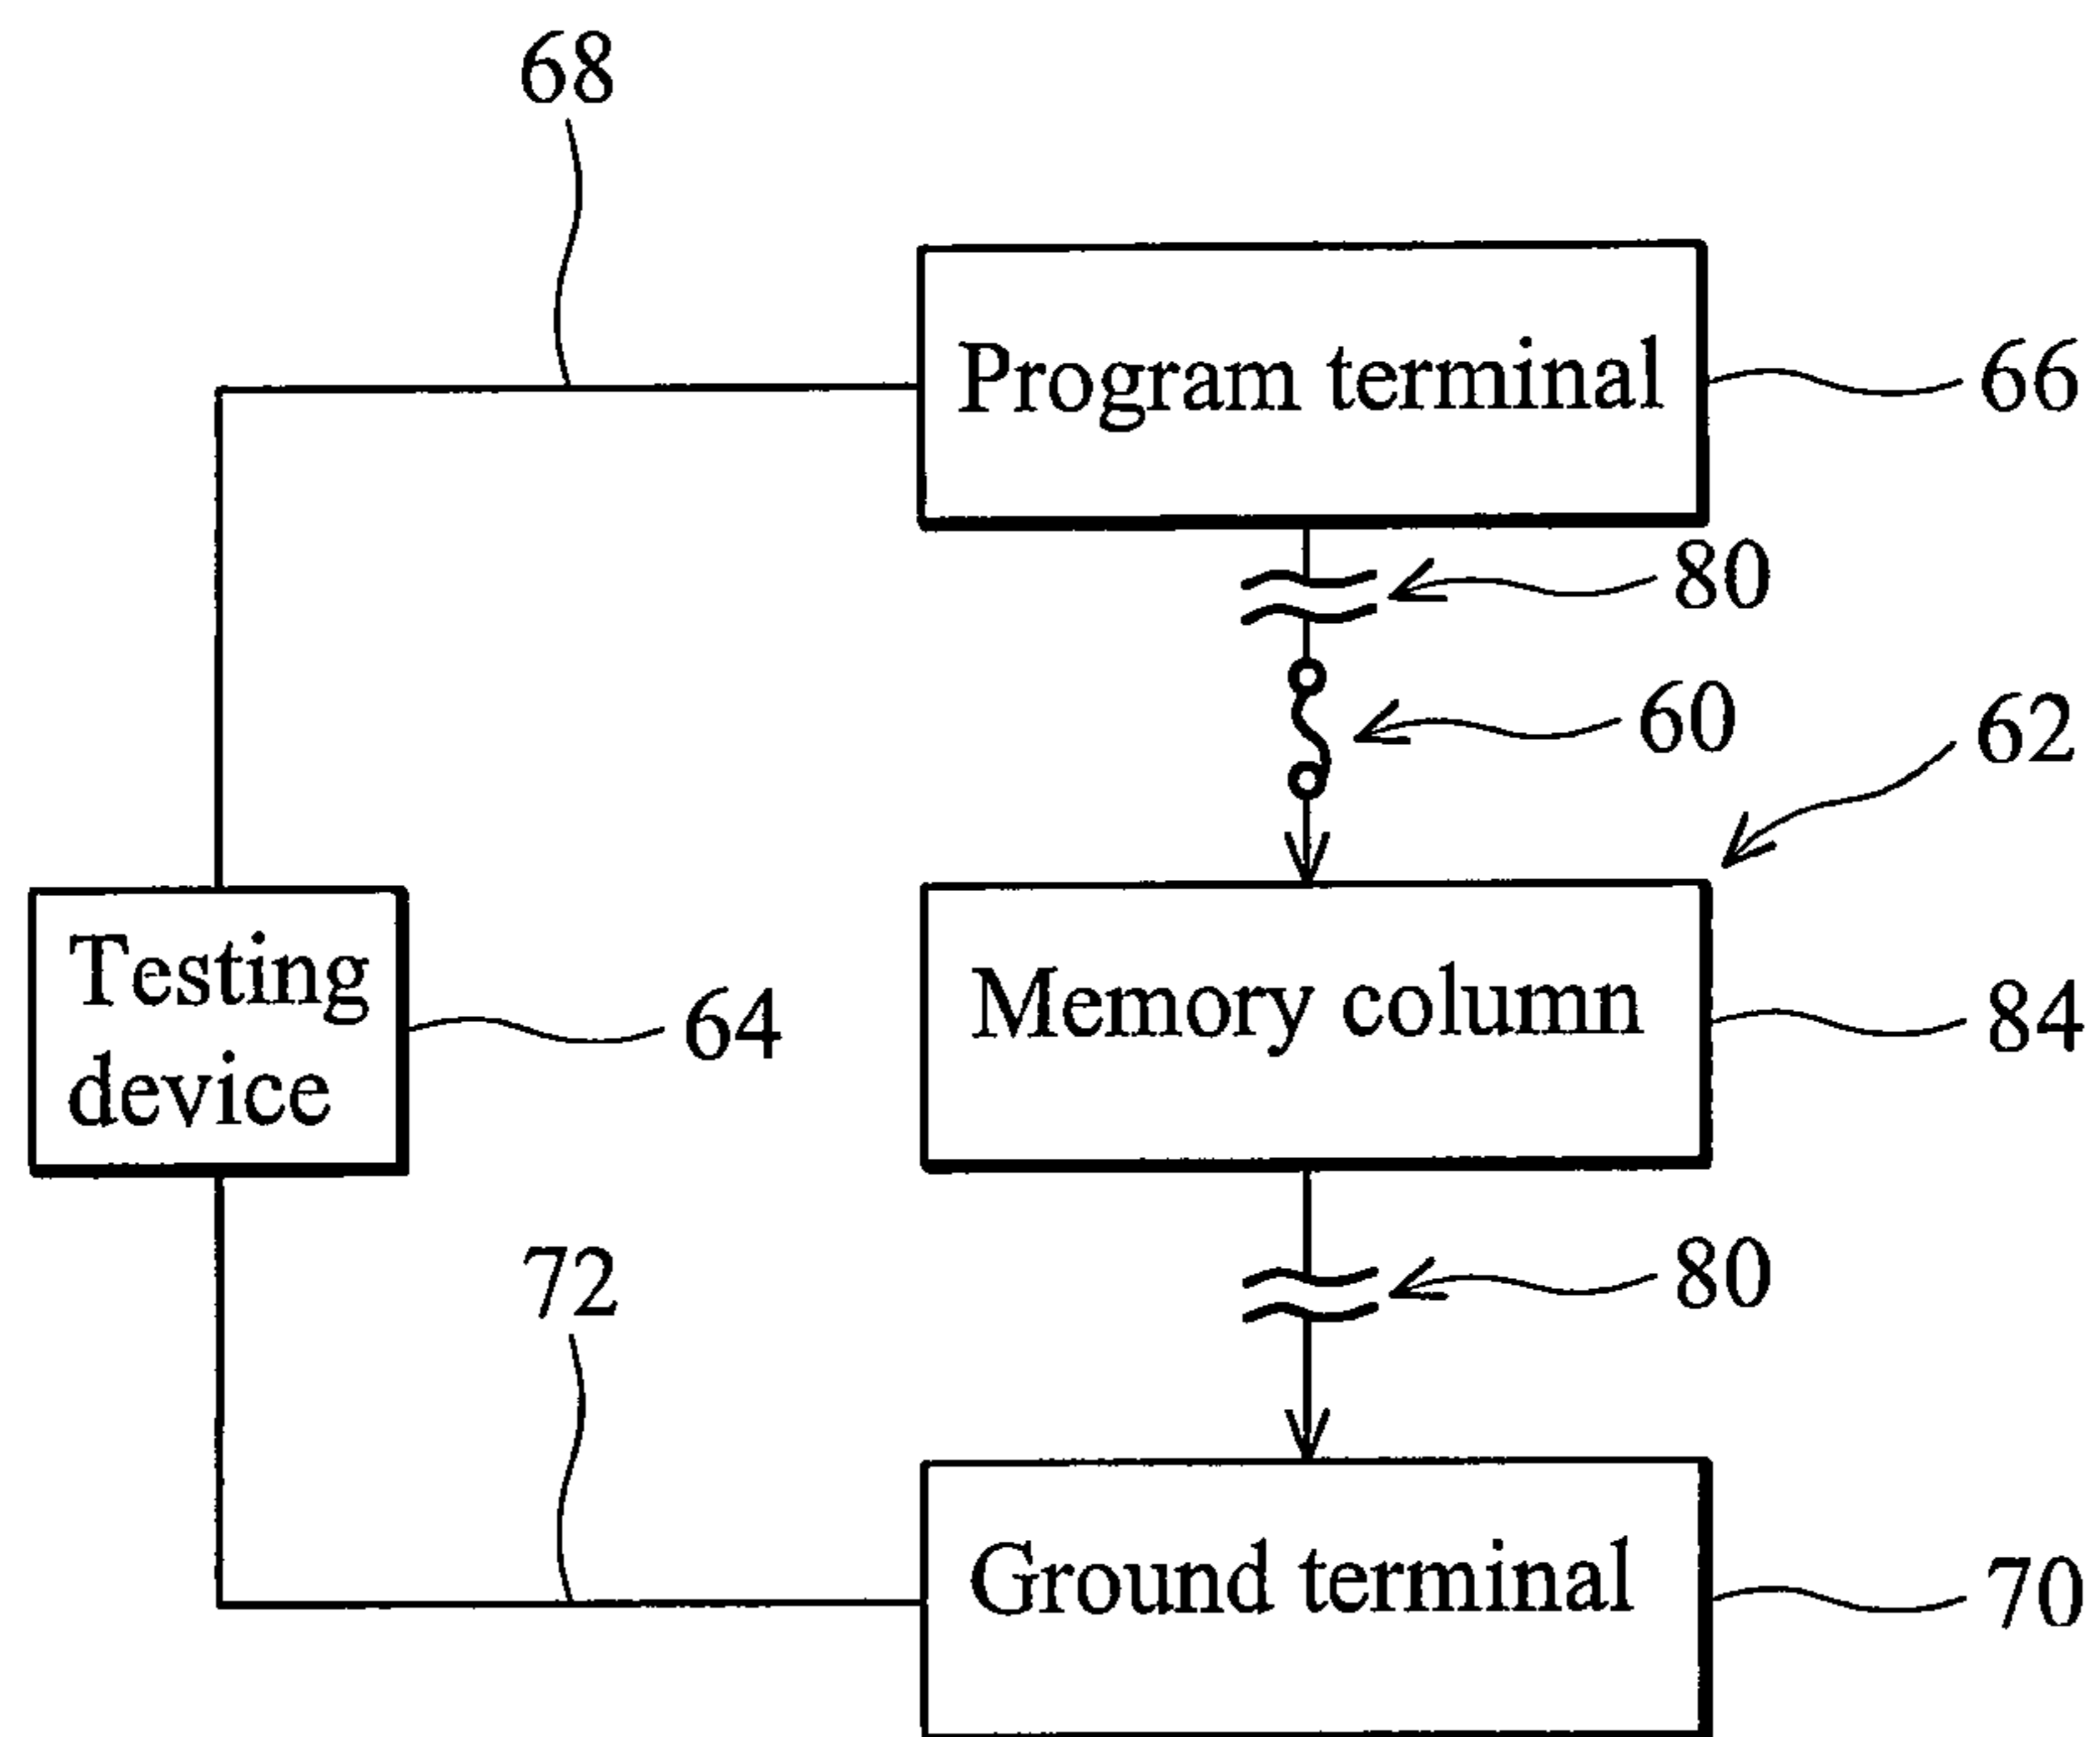 68
Program terminal
66
80
60
62
Testing
device
64
Memory column
84
72
80
Ground terminal
70